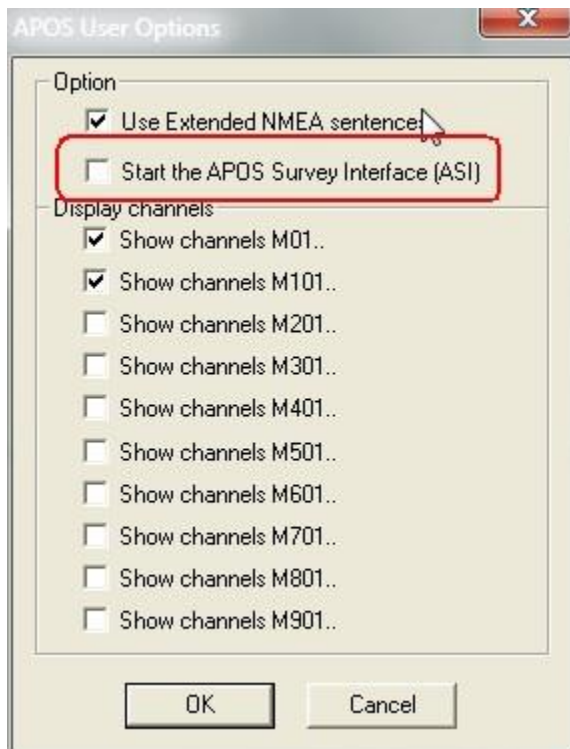 APOS User Options
Option
Use Extended NMEA sentences
Start the APOS Survey Interface (ASI)
Display channels
Show channels M01..
Show channels M101..
Show channels M201..
Show channels M301..
Show channels M401..
Show channels M501..
Show channels M601..
Show channels M701..
Show channels M801..
Show channels M901..
OK
Cancel